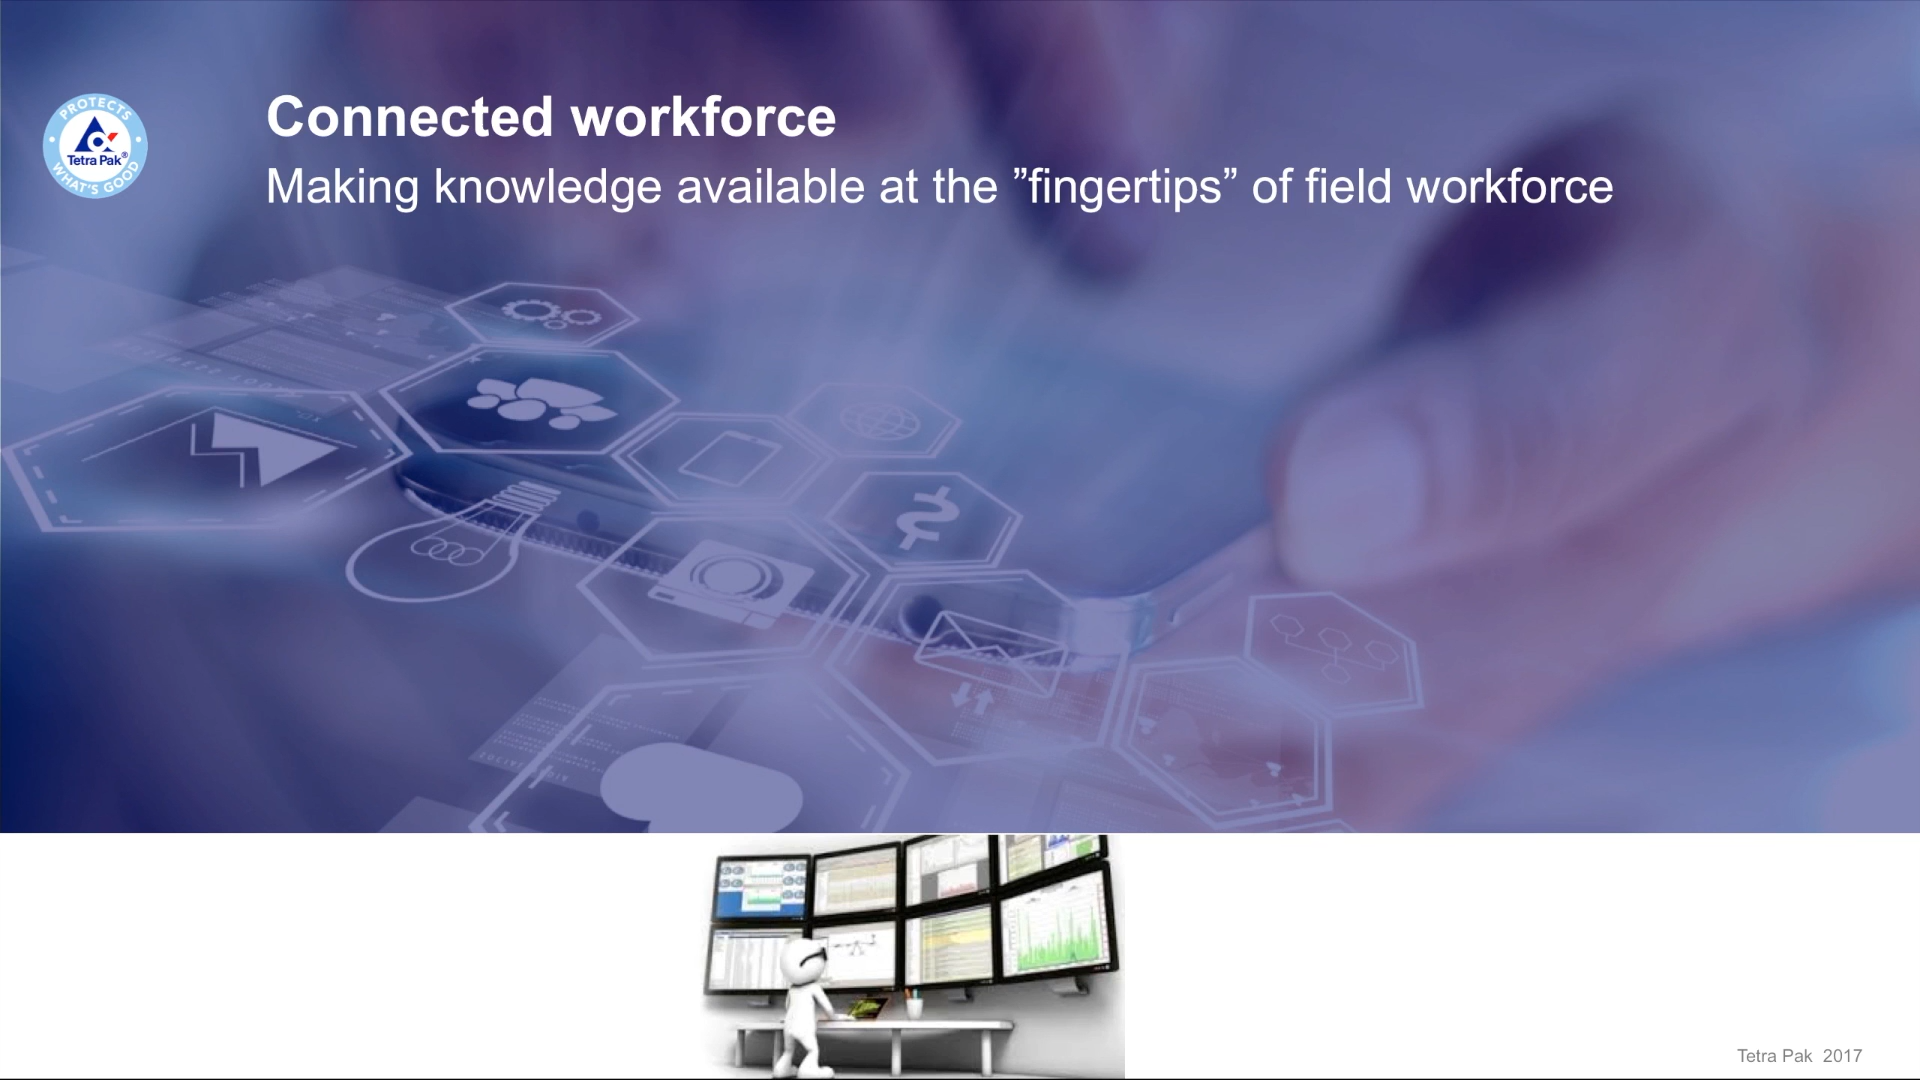 PROTECTS
Tetra Pak®
WHAT'S GOOD
Connected workforce
Making knowledge available at the ”fingertips” of field workforce
Tetra Pak 2017